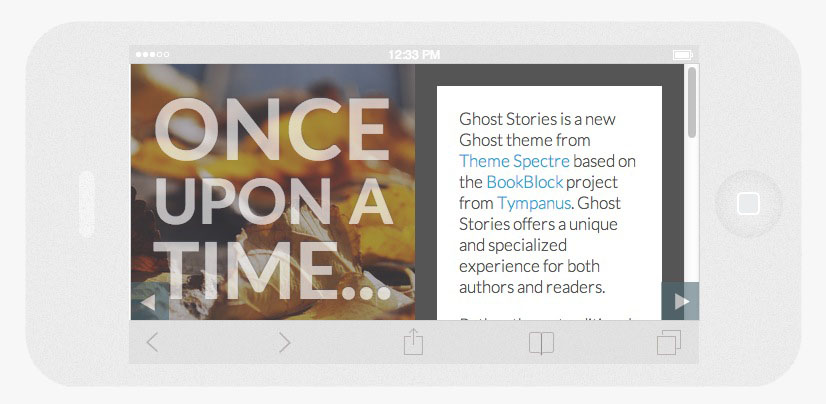 12:33 PM
ONCE
UPON A
TIME...
Ghost Stories is a new
Ghost theme from
Theme Spectre based on
the BookBlock project
from Tympanus. Ghost
Stories offers a unique
and specialized
experience for both
authors and readers.